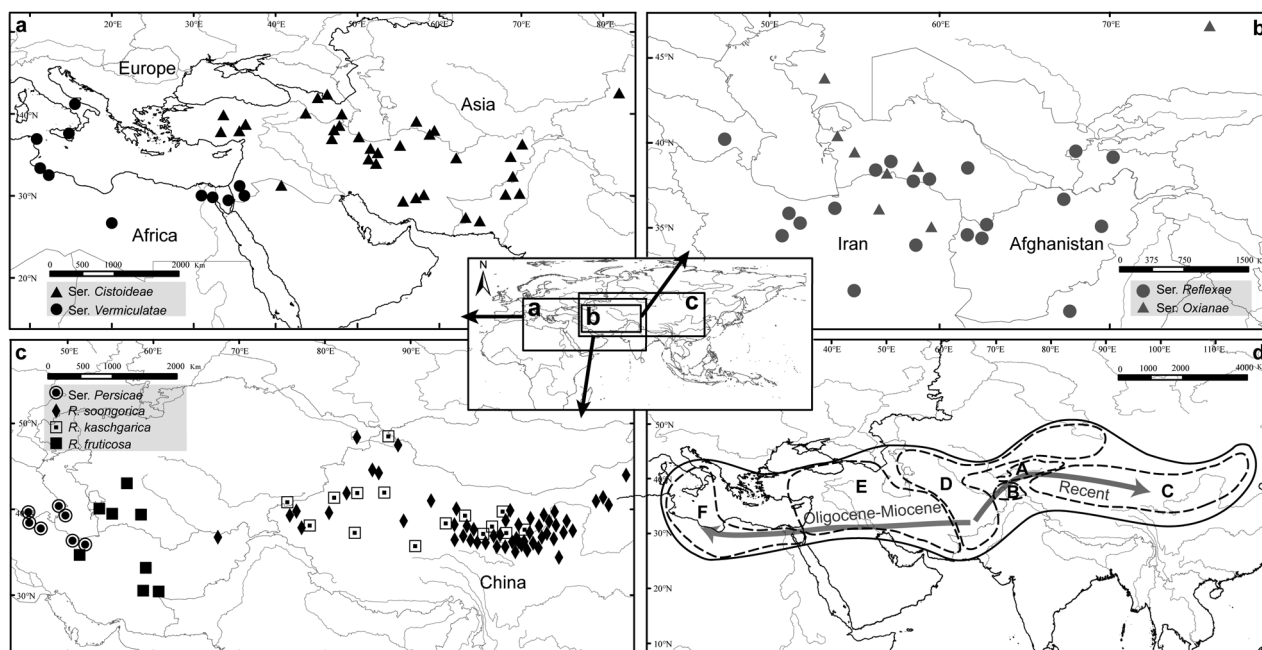 a
10°E 20°E 30°E 40°E 50°E 60°E 70°E 80°E
40°N
30°N
20°N
Europe
Asia
Africa
0 500 1000 2000 Km
Ser. Cistoideae
Ser. Vermiculatae
b
50°E 60°E 70°E
45°N
40°N
35°N
Iran
Afghanistan
0 375 750 1500 Km
Ser. Reflexae
Ser. Oxianae
N
a
b
c
c
50°E 60°E 70°E 80°E 90°E
0 500 1000 2000 Km
Ser. Persicae
R. soongorica
R. kaschgarica
R. fruticosa
50°N
40°N
30°N
China
d
40°E 50°E 60°E 70°E 80°E 90°E 100°E 110°E
0 1000 2000 4000 Km
50°N
40°N
30°N
20°N
10°N
A
B
C
D
E
F
Recent
Oligocene-Miocene